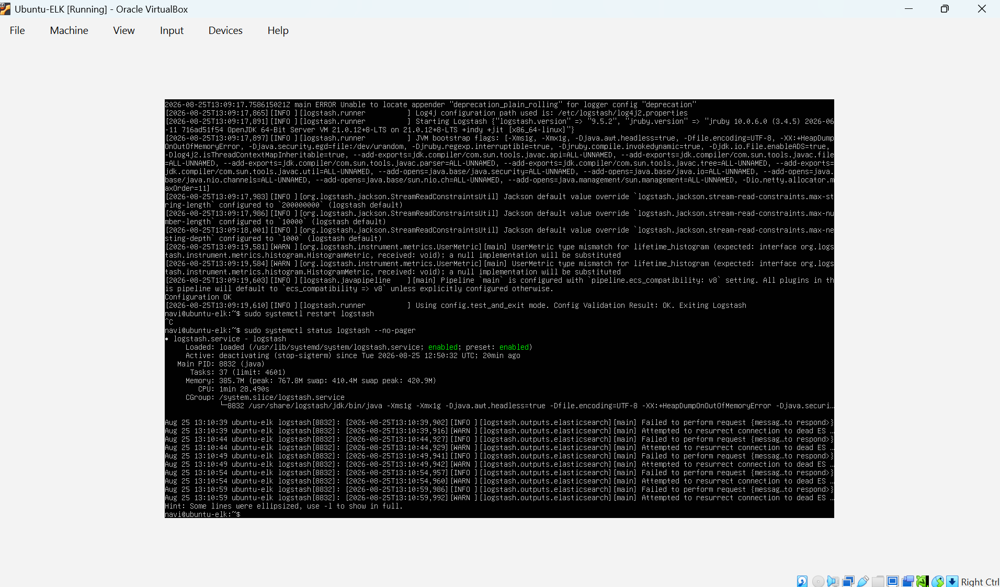 Ubuntu-ELK [Running] - Oracle VirtualBox
File Machine View Input Devices Help
2026-08-25T13:09:17.758615021Z main ERROR Unable to locate appender "deprecation_plain_rolling" for logger config "deprecation"
[2026-08-25T13:09:17,865][INFO ][logstash.runner          ] Log4j configuration path used is: /etc/logstash/log4j2.properties
[2026-08-25T13:09:17,891][INFO ][logstash.runner          ] Starting Logstash {"logstash.version" => "9.5.2", "jruby.version" => "jruby 10.0.6.0 (3.4.5) 2026-06
-11 716ad51f54 OpenJDK 64-Bit Server VM 21.0.12+8-LTS on 21.0.12+8-LTS +indy +jit [x86_64-linux]"}
[2026-08-25T13:09:17,897][INFO ][logstash.runner          ] JVM bootstrap flags: [-Xms1g, -Xmx1g, -Djava.awt.headless=true, -Dfile.encoding=UTF-8, -XX:+HeapDump
OnOutOfMemoryError, -Djava.security.egd=file:/dev/urandom, -Djruby.regexp.interruptible=true, -Djruby.compile.invokedynamic=true, -Djdk.io.File.enableADS=true,
-Dlog4j2.isThreadContextMapInheritable=true, --add-exports=jdk.compiler/com.sun.tools.javac.api=ALL-UNNAMED, --add-exports=jdk.compiler/com.sun.tools.javac.file
=ALL-UNNAMED, --add-exports=jdk.compiler/com.sun.tools.javac.parser=ALL-UNNAMED, --add-exports=jdk.compiler/com.sun.tools.javac.tree=ALL-UNNAMED, --add-exports=
jdk.compiler/com.sun.tools.javac.util=ALL-UNNAMED, --add-opens=java.base/java.security=ALL-UNNAMED, --add-opens=java.base/java.io=ALL-UNNAMED, --add-opens=java.
base/java.nio.channels=ALL-UNNAMED, --add-opens=java.base/sun.nio.ch=ALL-UNNAMED, --add-opens=java.management/sun.management=ALL-UNNAMED, -Dio.netty.allocator.m
axOrder=11]
[2026-08-25T13:09:17,983][INFO ][org.logstash.jackson.StreamReadConstraintsUtil] Jackson default value override `logstash.jackson.stream-read-constraints.max-st
ring-length` configured to `200000000` (logstash default)
[2026-08-25T13:09:17,986][INFO ][org.logstash.jackson.StreamReadConstraintsUtil] Jackson default value override `logstash.jackson.stream-read-constraints.max-nu
mber-length` configured to `10000` (logstash default)
[2026-08-25T13:09:18,001][INFO ][org.logstash.jackson.StreamReadConstraintsUtil] Jackson default value override `logstash.jackson.stream-read-constraints.max-ne
sting-depth` configured to `1000` (logstash default)
[2026-08-25T13:09:19,581][WARN ][org.logstash.instrument.metrics.UserMetric][main] UserMetric type mismatch for lifetime_histogram (expected: interface org.logs
tash.instrument.metrics.histogram.HistogramMetric, received: void); a null implementation will be substituted
[2026-08-25T13:09:19,584][WARN ][org.logstash.instrument.metrics.UserMetric][main] UserMetric type mismatch for lifetime_histogram (expected: interface org.logs
tash.instrument.metrics.histogram.HistogramMetric, received: void); a null implementation will be substituted
[2026-08-25T13:09:19,603][INFO ][logstash.javapipeline    ][main] Pipeline `main` is configured with `pipeline.ecs_compatibility: v8` setting. All plugins in th
is pipeline will default to `ecs_compatibility => v8` unless explicitly configured otherwise.
Configuration OK
[2026-08-25T13:09:19,610][INFO ][logstash.runner          ] Using config.test_and_exit mode. Config Validation Result: OK. Exiting Logstash
navi@ubuntu-elk:~$ sudo systemctl restart logstash
^C
navi@ubuntu-elk:~$ sudo systemctl status logstash --no-pager
● logstash.service - logstash
Loaded: loaded (/usr/lib/systemd/system/logstash.service; enabled; preset: enabled)
Active: deactivating (stop-sigterm) since Tue 2026-08-25 12:50:32 UTC; 20min ago
Main PID: 8832 (java)
Tasks: 37 (limit: 4601)
Memory: 385.7M (peak: 767.8M swap: 410.4M swap peak: 420.9M)
CPU: 1min 28.490s
CGroup: /system.slice/logstash.service
└─8832 /usr/share/logstash/jdk/bin/java -Xms1g -Xmx1g -Djava.awt.headless=true -Dfile.encoding=UTF-8 -XX:+HeapDumpOnOutOfMemoryError -Djava.securi…
Aug 25 13:10:39 ubuntu-elk logstash[8832]: [2026-08-25T13:10:39,902][INFO ][logstash.outputs.elasticsearch][main] Failed to perform request {messag…to respond>}
Aug 25 13:10:39 ubuntu-elk logstash[8832]: [2026-08-25T13:10:39,916][WARN ][logstash.outputs.elasticsearch][main] Attempted to resurrect connection to dead ES …
Aug 25 13:10:44 ubuntu-elk logstash[8832]: [2026-08-25T13:10:44,927][INFO ][logstash.outputs.elasticsearch][main] Failed to perform request {messag…to respond>}
Aug 25 13:10:44 ubuntu-elk logstash[8832]: [2026-08-25T13:10:44,929][WARN ][logstash.outputs.elasticsearch][main] Attempted to resurrect connection to dead ES …
Aug 25 13:10:49 ubuntu-elk logstash[8832]: [2026-08-25T13:10:49,941][INFO ][logstash.outputs.elasticsearch][main] Failed to perform request {messag…to respond>}
Aug 25 13:10:49 ubuntu-elk logstash[8832]: [2026-08-25T13:10:49,942][WARN ][logstash.outputs.elasticsearch][main] Attempted to resurrect connection to dead ES …
Aug 25 13:10:54 ubuntu-elk logstash[8832]: [2026-08-25T13:10:54,957][INFO ][logstash.outputs.elasticsearch][main] Failed to perform request {messag…to respond>}
Aug 25 13:10:54 ubuntu-elk logstash[8832]: [2026-08-25T13:10:54,960][WARN ][logstash.outputs.elasticsearch][main] Attempted to resurrect connection to dead ES …
Aug 25 13:10:59 ubuntu-elk logstash[8832]: [2026-08-25T13:10:59,986][INFO ][logstash.outputs.elasticsearch][main] Failed to perform request {messag…to respond>}
Aug 25 13:10:59 ubuntu-elk logstash[8832]: [2026-08-25T13:10:59,992][WARN ][logstash.outputs.elasticsearch][main] Attempted to resurrect connection to dead ES …
Hint: Some lines were ellipsized, use -l to show in full.
navi@ubuntu-elk:~$
Right Ctrl